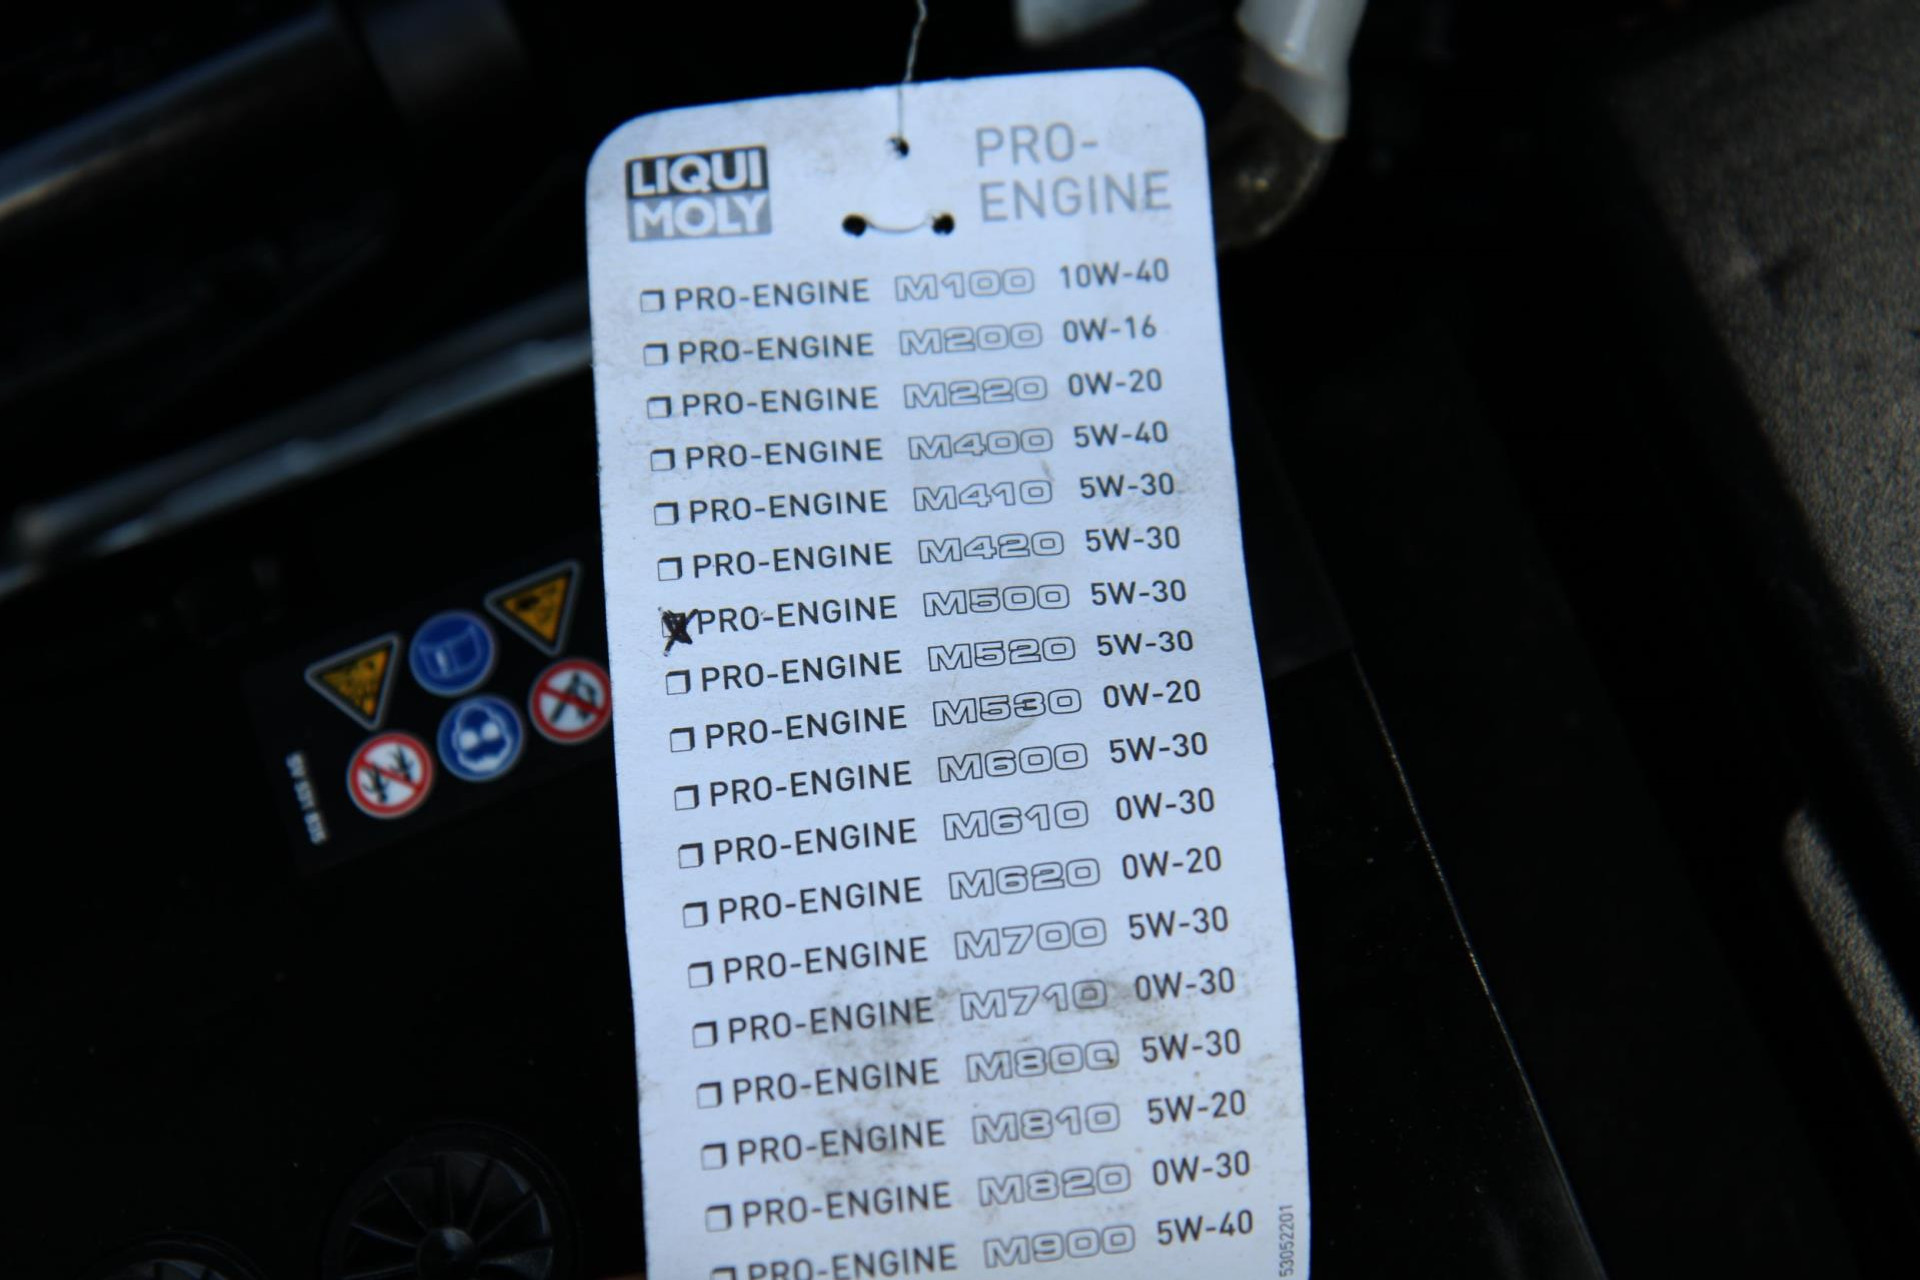 LIQUI
MOLY
PRO-
ENGINE
PRO-ENGINE M100 10W-40
PRO-ENGINE M200 0W-16
PRO-ENGINE M220 0W-20
PRO-ENGINE M400 5W-40
PRO-ENGINE M410 5W-30
PRO-ENGINE M420 5W-30
PRO-ENGINE M500 5W-30
PRO-ENGINE M520 5W-30
PRO-ENGINE M530 0W-20
PRO-ENGINE M600 5W-30
PRO-ENGINE M610 0W-30
PRO-ENGINE M620 0W-20
PRO-ENGINE M700 5W-30
PRO-ENGINE M710 0W-30
PRO-ENGINE M800 5W-30
PRO-ENGINE M810 5W-20
PRO-ENGINE M820 0W-30
PRO-ENGINE M900 5W-40
53052201